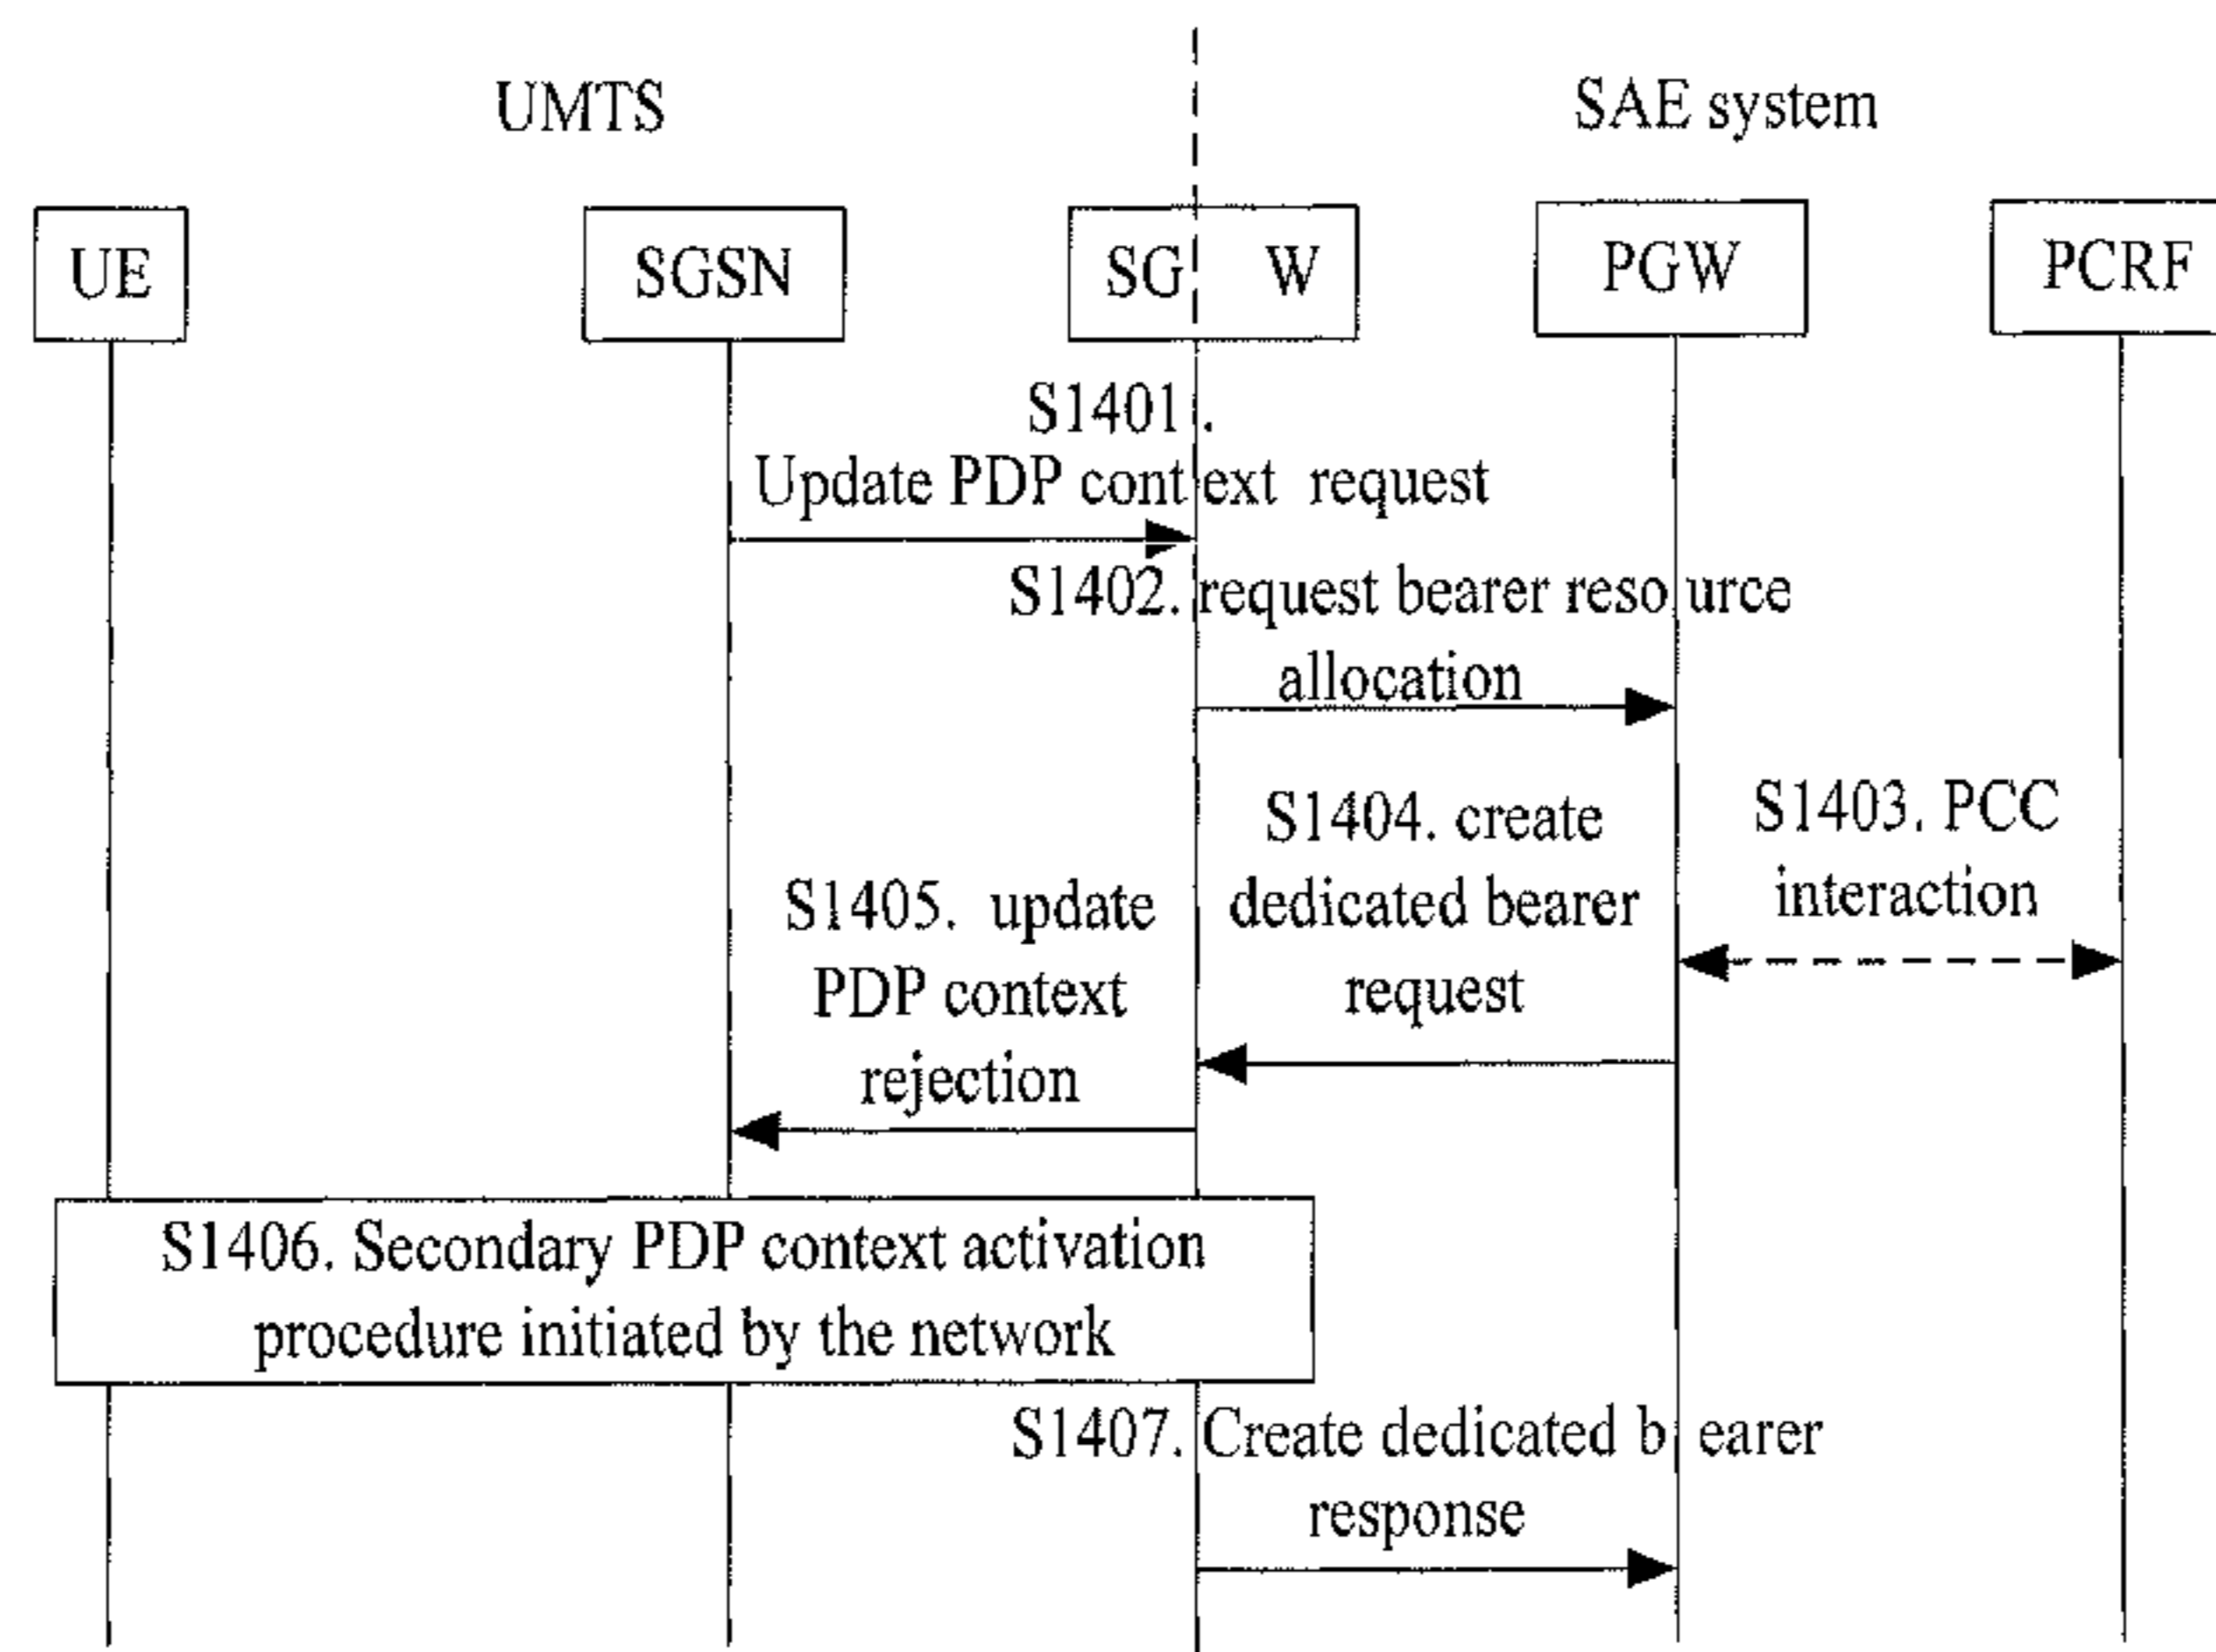 UMTS
SAE system
UE
SGSN
SG W
PGW
PCRF
S1401.
Update PDP context request
S1402. request bearer resource
allocation
S1403. PCC
interaction
S1404. create
dedicated bearer
request
S1405. update
PDP context
rejection
S1406. Secondary PDP context activation
procedure initiated by the network
S1407. Create dedicated bearer
response